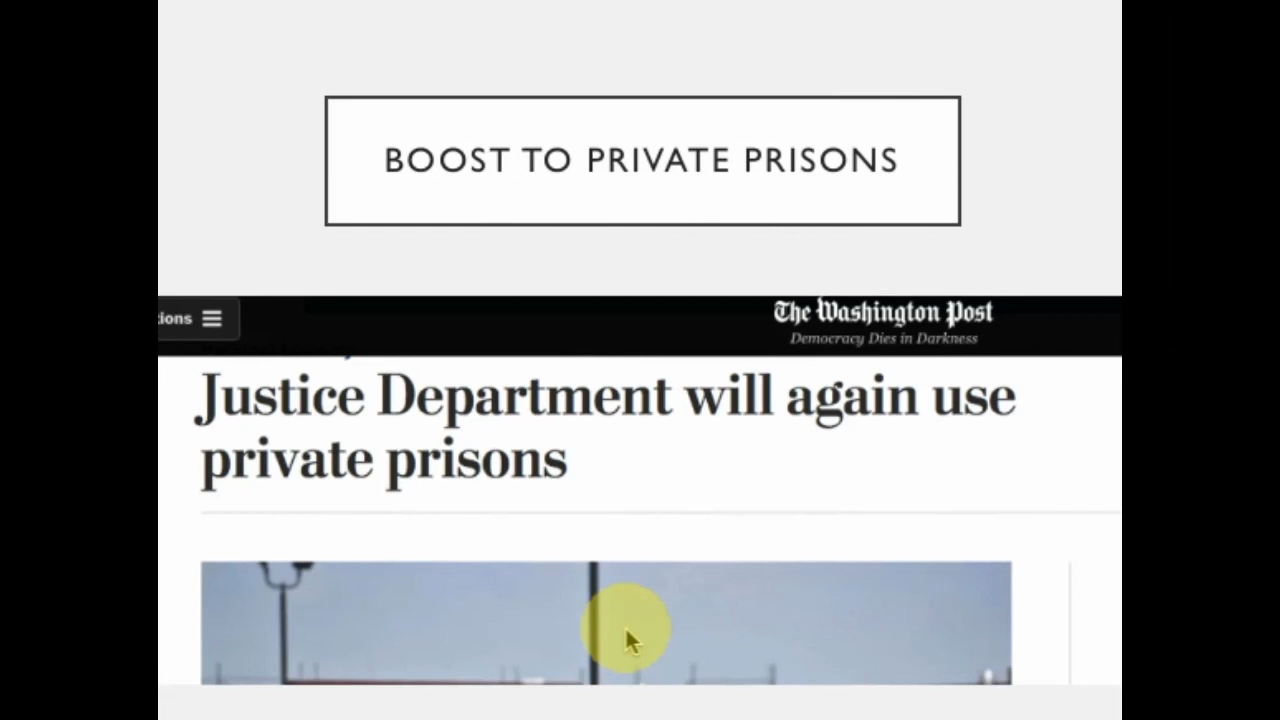 BOOST TO PRIVATE PRISONS
tions
The Washington Post
Democracy Dies in Darkness
Justice Department will again use
private prisons